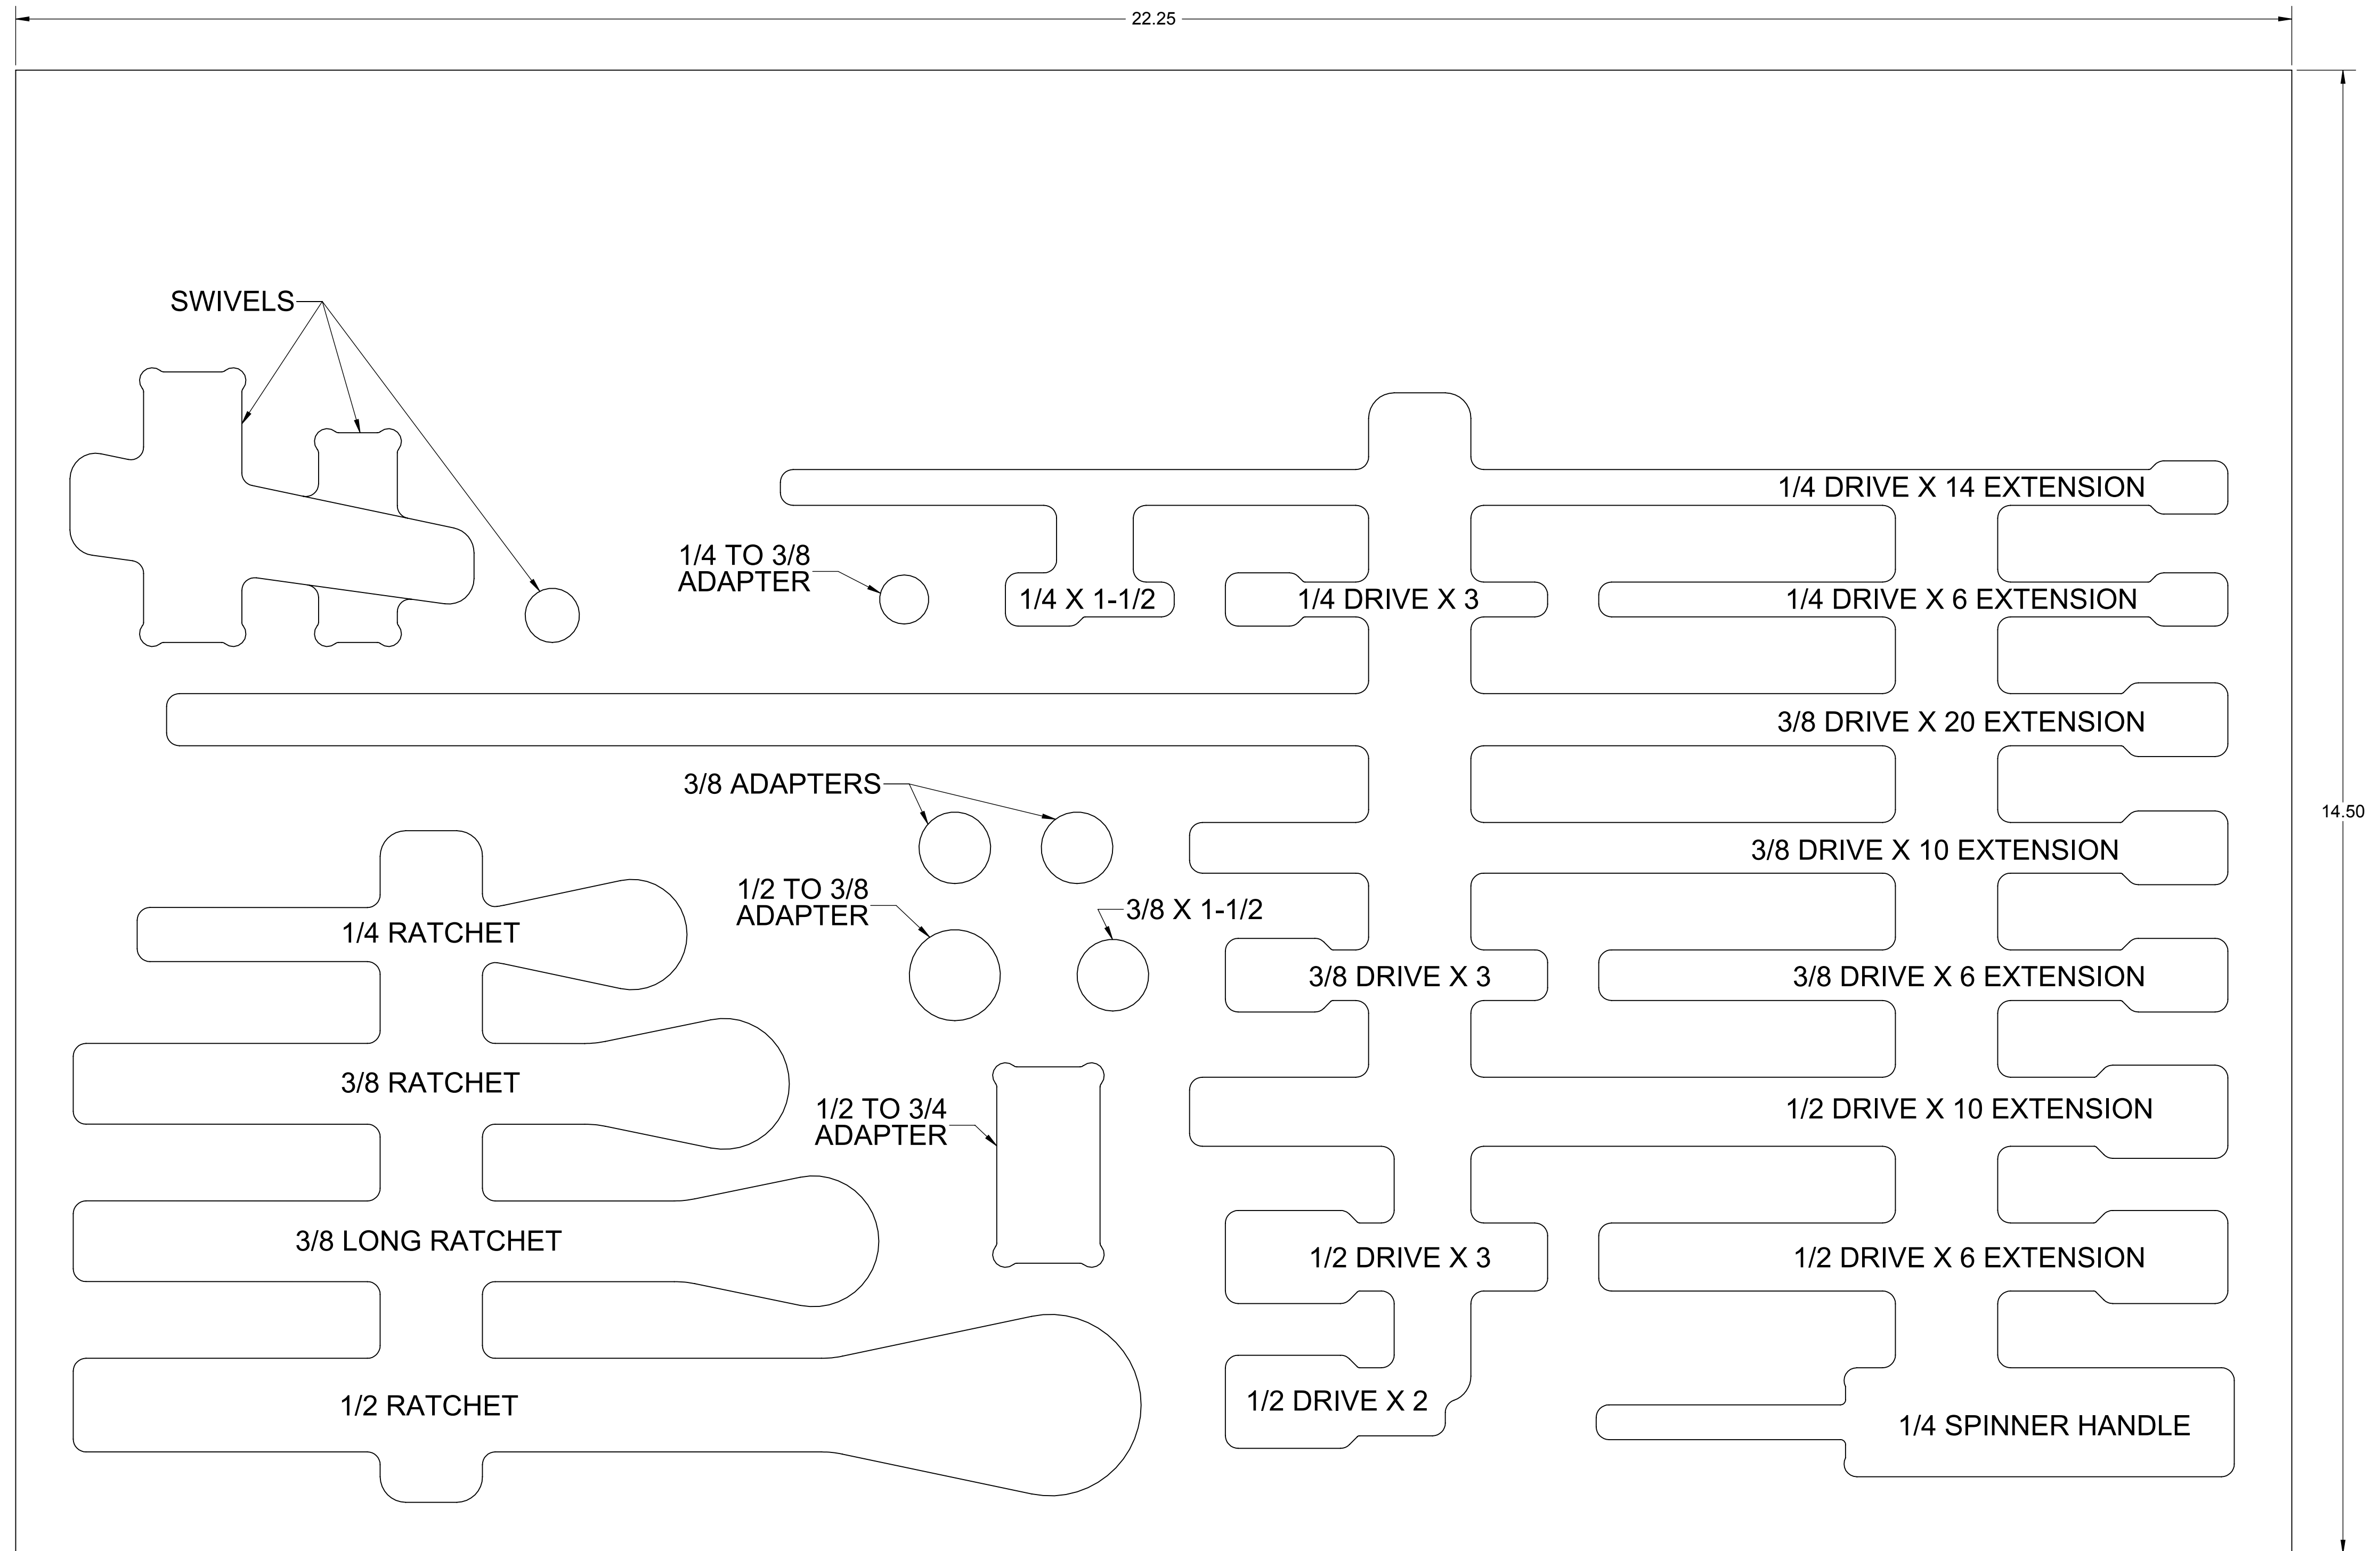 22.25
SWIVELS
1/4 DRIVE X 14 EXTENSION
1/4 TO 3/8
ADAPTER
1/4 X 1-1/2
1/4 DRIVE X 3
1/4 DRIVE X 6 EXTENSION
3/8 DRIVE X 20 EXTENSION
3/8 ADAPTERS
14.50
3/8 DRIVE X 10 EXTENSION
1/2 TO 3/8
ADAPTER
3/8 X 1-1/2
1/4 RATCHET
3/8 DRIVE X 3
3/8 DRIVE X 6 EXTENSION
3/8 RATCHET
1/2 TO 3/4
ADAPTER
1/2 DRIVE X 10 EXTENSION
3/8 LONG RATCHET
1/2 DRIVE X 3
1/2 DRIVE X 6 EXTENSION
1/2 RATCHET
1/2 DRIVE X 2
1/4 SPINNER HANDLE